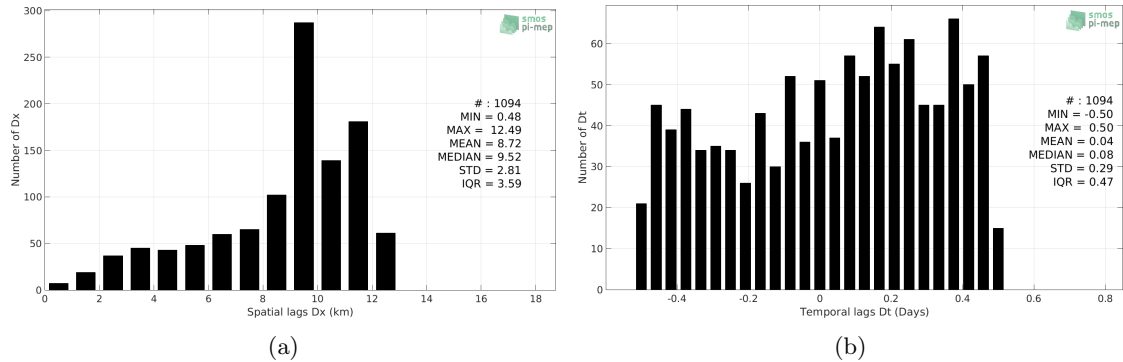 300
250
200
150
100
50
0
Number of Dx
0 2 4 6 8 10 12 14 16 18
Spatial lags Dx (km)
smos
pi-mep
# : 1094
MIN = 0.48
MAX = 12.49
MEAN = 8.72
MEDIAN = 9.52
STD = 2.81
IQR = 3.59
(a)
60
50
40
30
20
10
0
Number of Dt
-0.4 -0.2 0 0.2 0.4 0.6 0.8
Temporal lags Dt (Days)
smos
pi-mep
# : 1094
MIN = -0.50
MAX = 0.50
MEAN = 0.04
MEDIAN = 0.08
STD = 0.29
IQR = 0.47
(b)